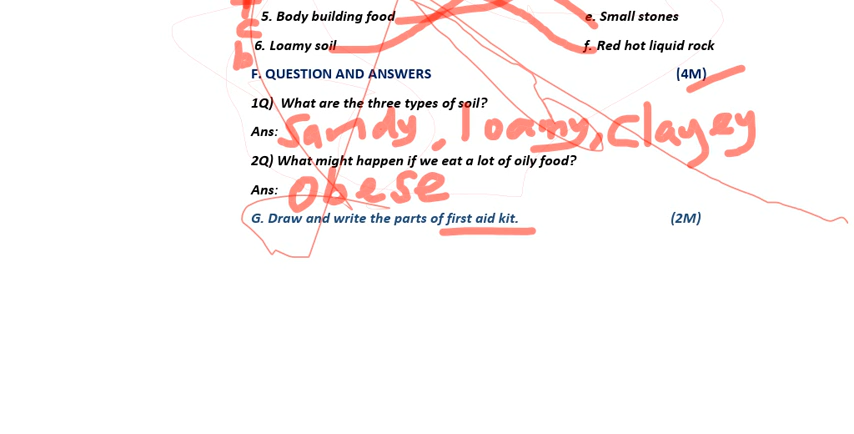 5. Body building food e. Small stones
6. Loamy soil f. Red hot liquid rock
b
F. QUESTION AND ANSWERS (4M)
1Q) What are the three types of soil?
Ans: Sandy, loamy, Clayey
2Q) What might happen if we eat a lot of oily food?
Ans: Obese
G. Draw and write the parts of first aid kit. (2M)